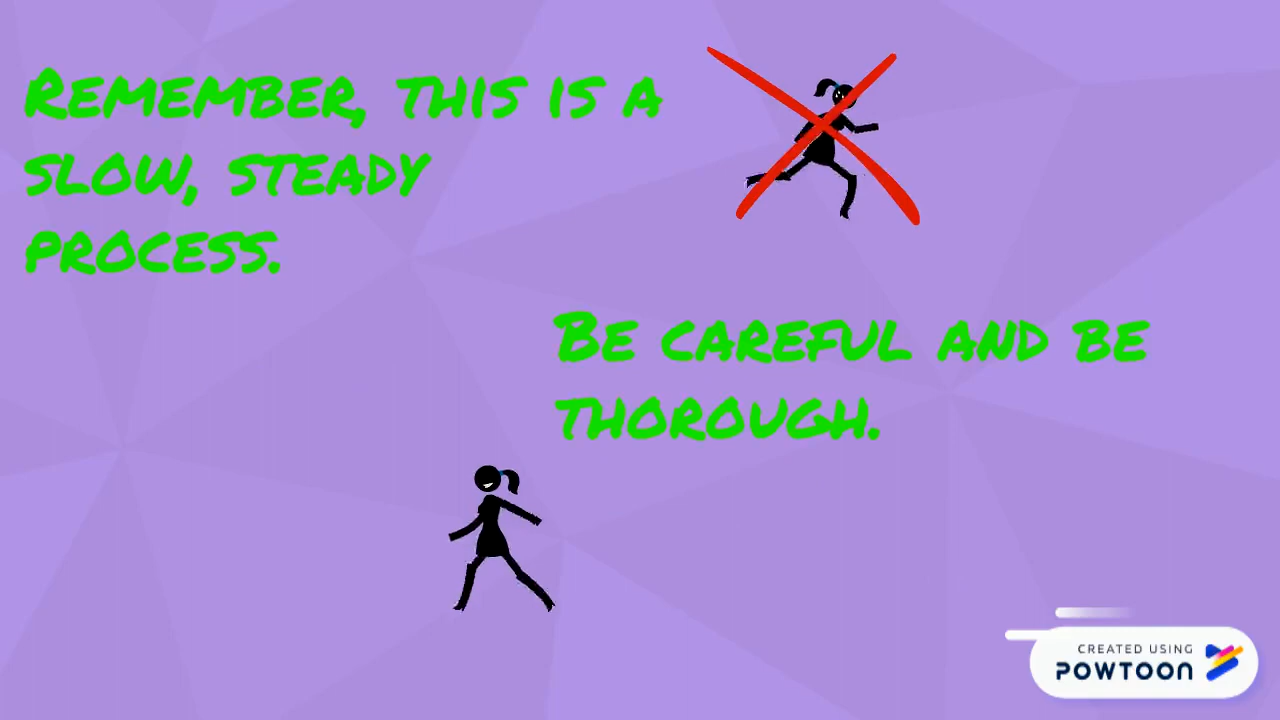 Remember, this is a
slow, steady
process.
Be careful and be
thorough.
CREATED USING
POWTOON